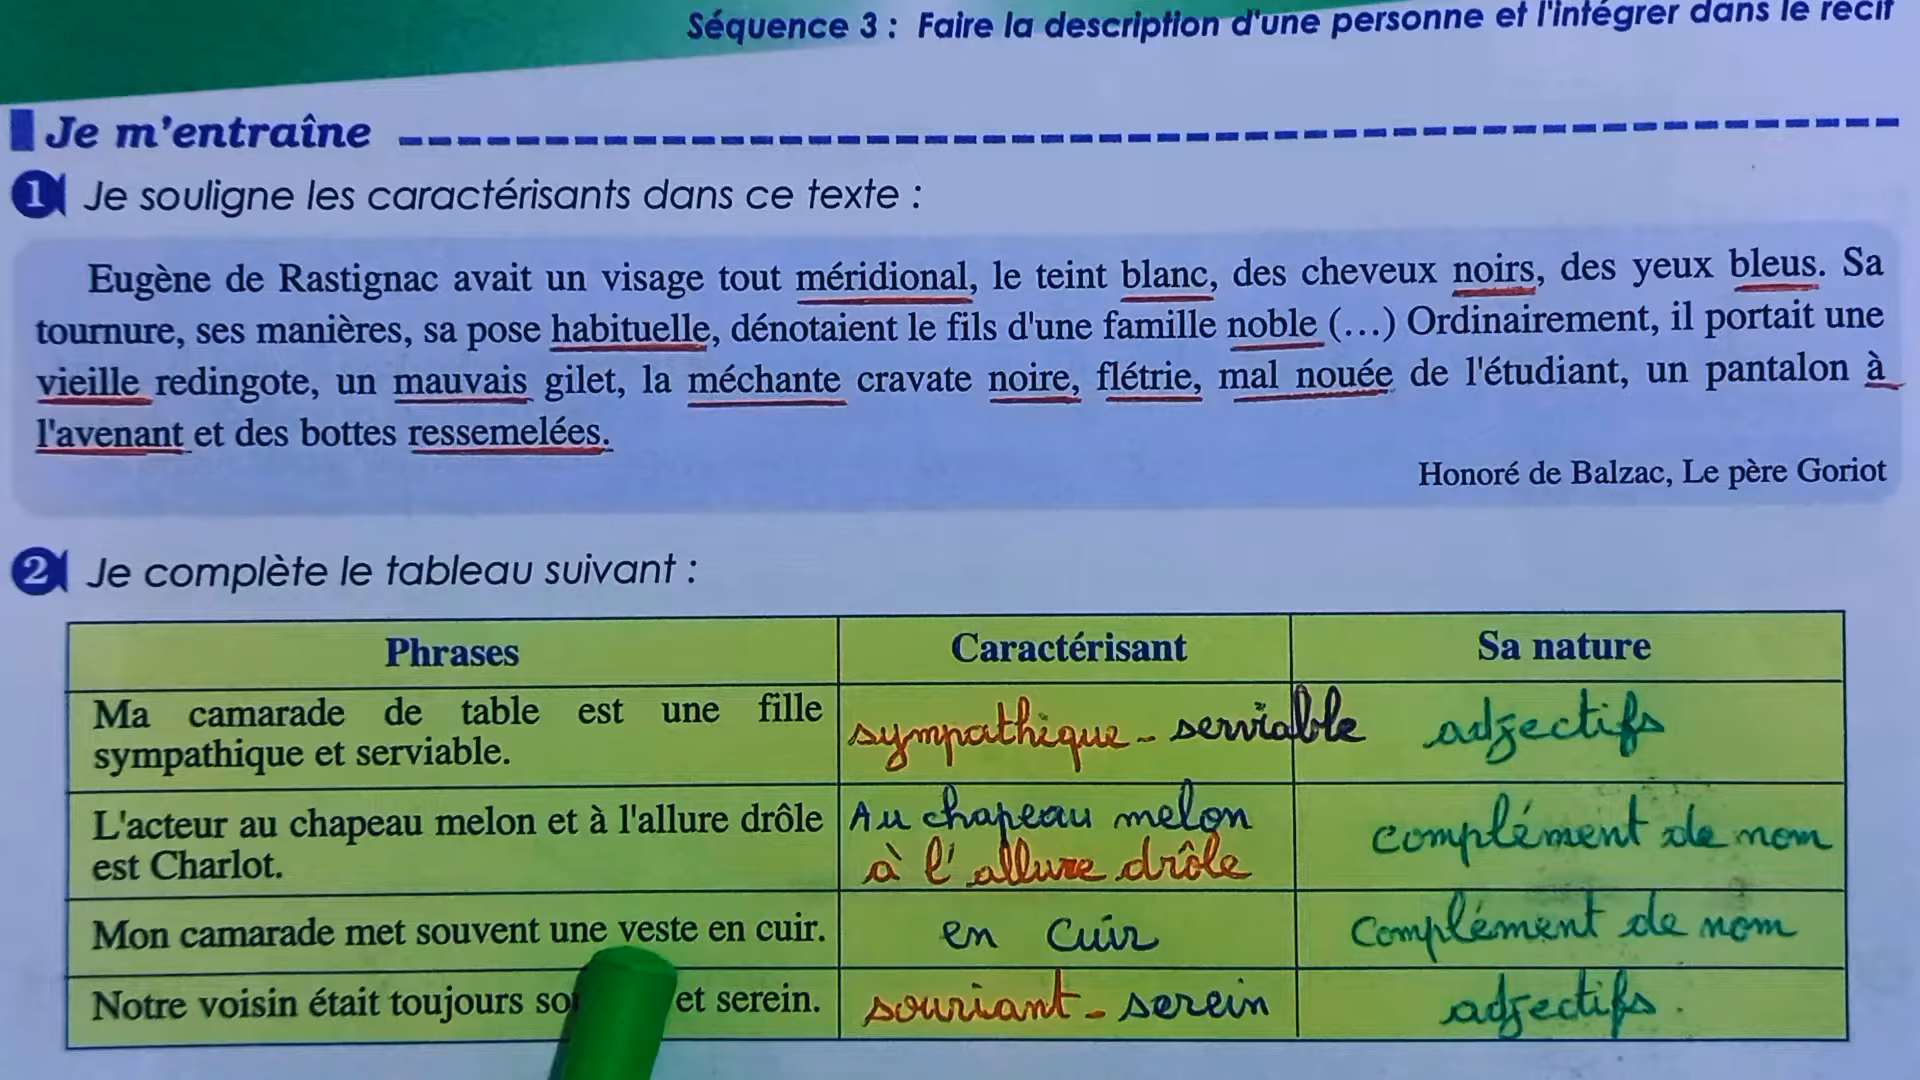 Séquence 3 : Faire la description d'une personne et l'intégrer dans le récit
Je m'entraîne
1 Je souligne les caractérisants dans ce texte :
Eugène de Rastignac avait un visage tout méridional, le teint blanc, des cheveux noirs, des yeux bleus. Sa
tournure, ses manières, sa pose habituelle, dénotaient le fils d'une famille noble (...) Ordinairement, il portait une
vieille redingote, un mauvais gilet, la méchante cravate noire, flétrie, mal nouée de l'étudiant, un pantalon à
l'avenant et des bottes ressemelées.
Honoré de Balzac, Le père Goriot
2 Je complète le tableau suivant :
Phrases Caractérisant Sa nature
Ma camarade de table est une fille
sympathique et serviable.
sympathique - serviable adjectifs
L'acteur au chapeau melon et à l'allure drôle
est Charlot.
Au chapeau melon
à l'allure drôle
complément de nom
Mon camarade met souvent une veste en cuir. en cuir complément de nom
Notre voisin était toujours et serein. souriant - serein adjectifs.